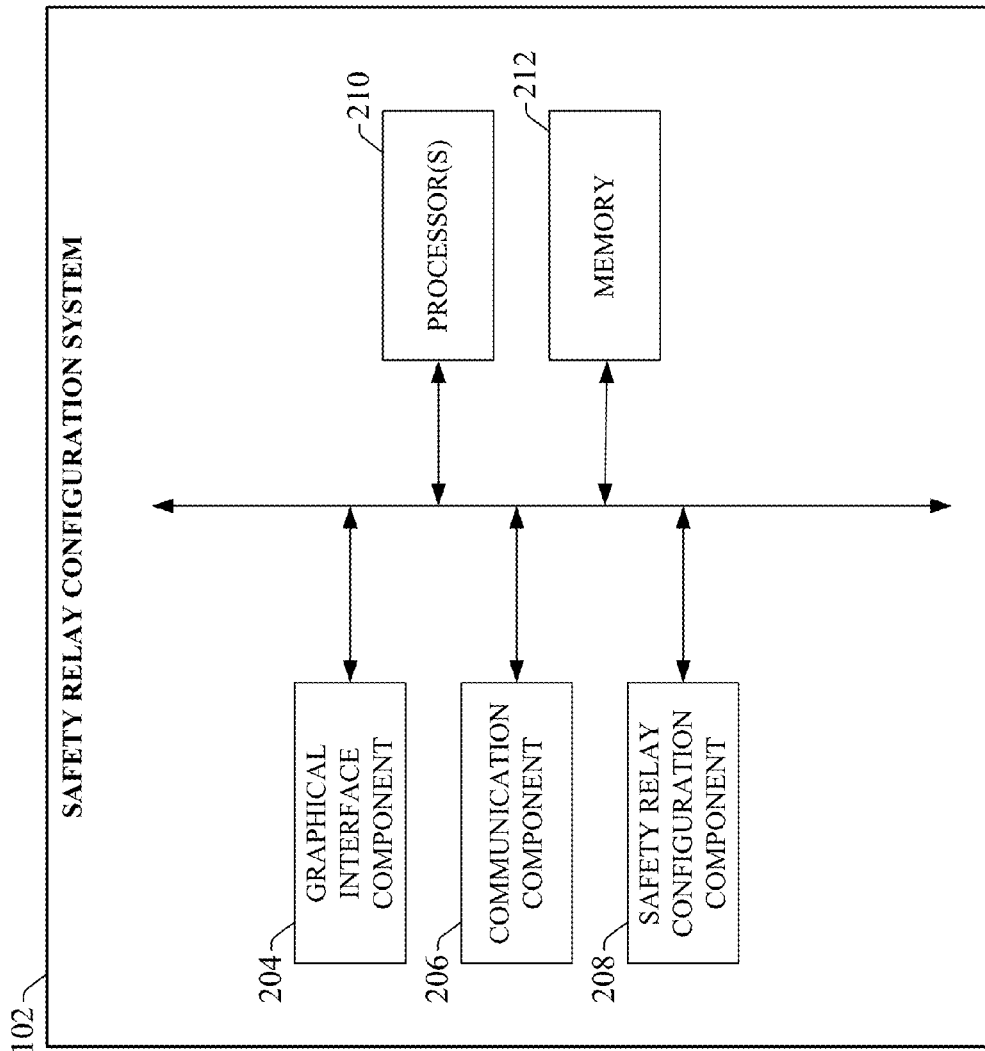 102
SAFETY RELAY CONFIGURATION SYSTEM
204
GRAPHICAL
INTERFACE
COMPONENT
206
COMMUNICATION
COMPONENT
208
SAFETY RELAY
CONFIGURATION
COMPONENT
210
PROCESSOR(S)
212
MEMORY